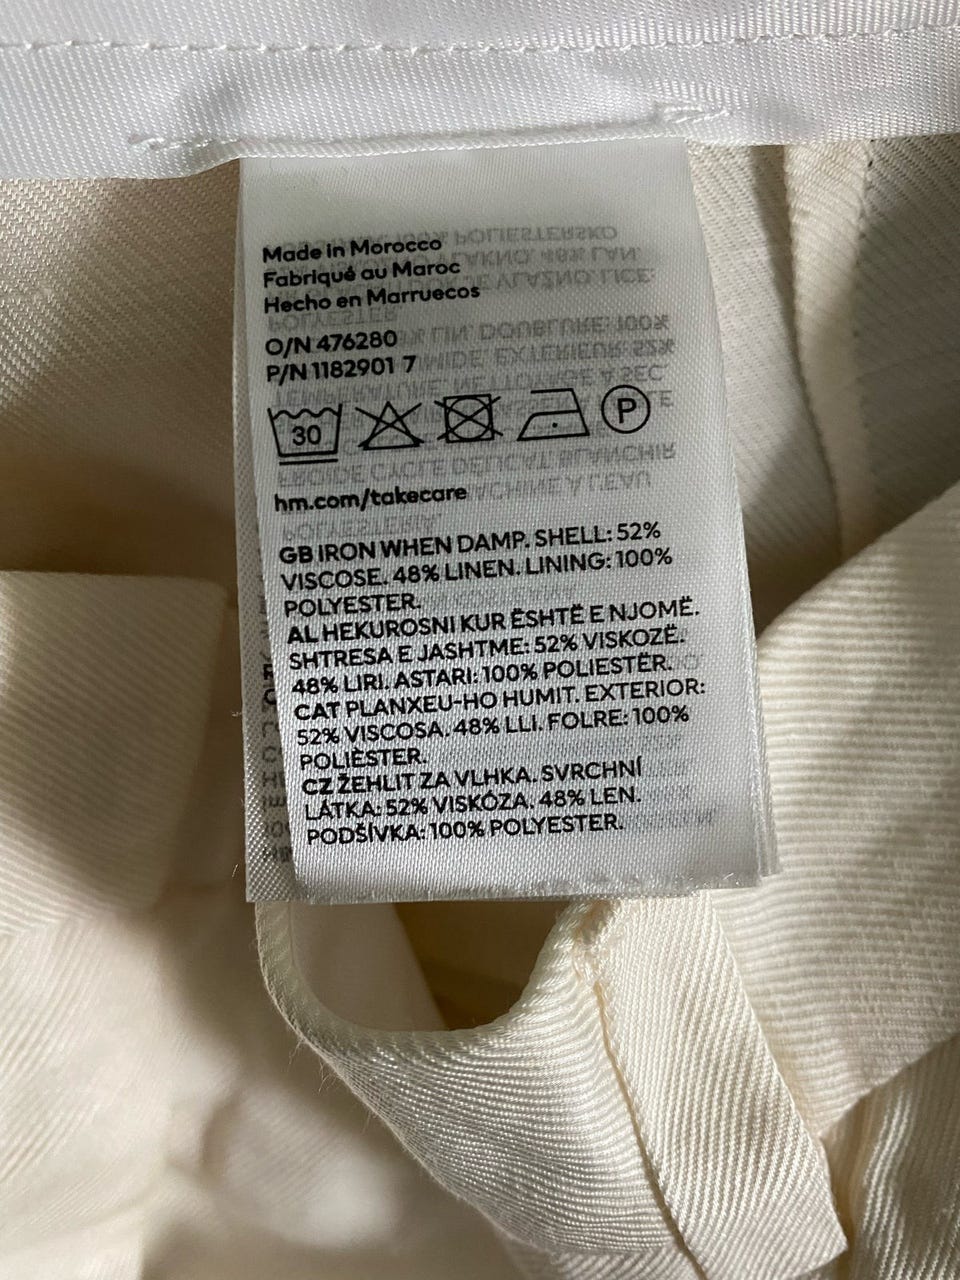 Made in Morocco
Fabriqué au Maroc
Hecho en Marruecos
O/N 476280
P/N 1182901 7
30 P
hm.com/takecare
GB IRON WHEN DAMP. SHELL: 52%
VISCOSE. 48% LINEN. LINING: 100%
POLYESTER.
AL HEKUROSNI KUR ËSHTË E NJOMË.
SHTRESA E JASHTME: 52% VISKOZË.
48% LIRI. ASTARI: 100% POLIESTËR.
CAT PLANXEU-HO HUMIT. EXTERIOR:
52% VISCOSA. 48% LLI. FOLRE: 100%
POLIÈSTER.
CZ ŽEHLIT ZA VLHKA. SVRCHNÍ
LÁTKA: 52% VISKÓZA. 48% LEN.
PODŠÍVKA: 100% POLYESTER.